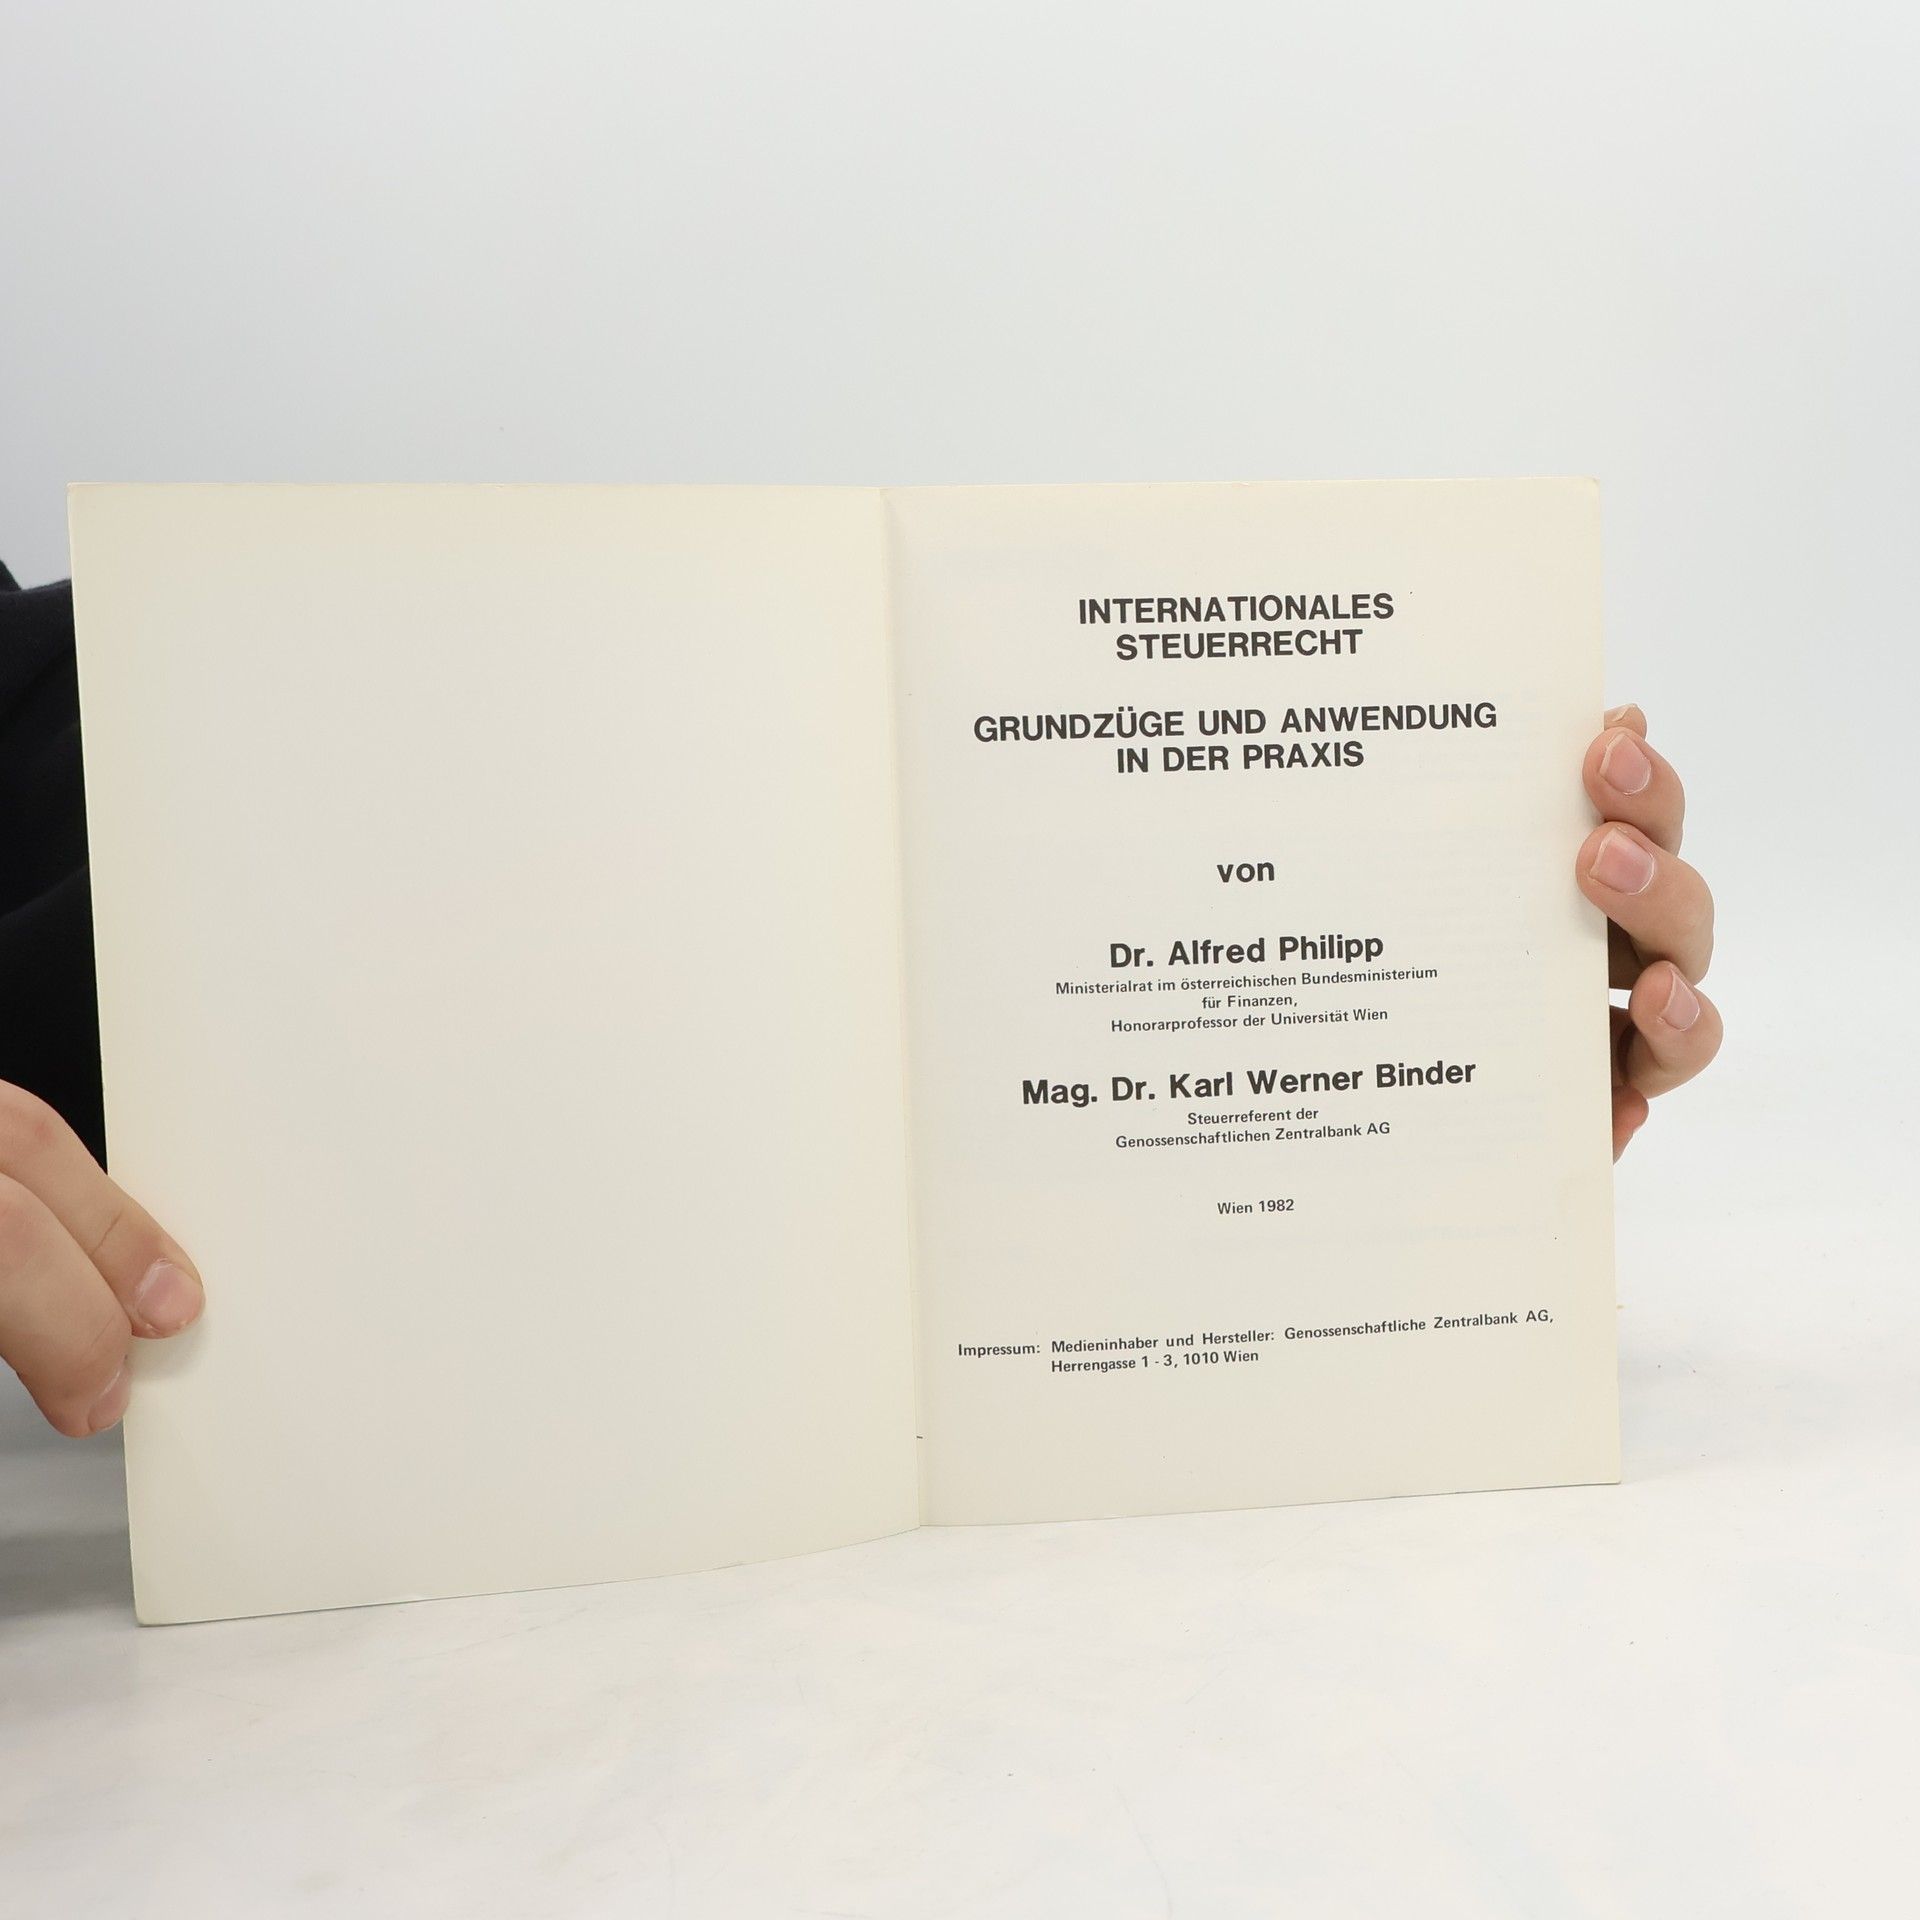 INTERNATIONALES
STEUERRECHT
GRUNDZÜGE UND ANWENDUNG
IN DER PRAXIS
von
Dr. Alfred Philipp
Ministerialrat im österreichischen Bundesministerium
für Finanzen,
Honorarprofessor der Universität Wien
Mag. Dr. Karl Werner Binder
Steuerreferent der
Genossenschaftlichen Zentralbank AG
Wien 1982
Impressum: Medieninhaber und Hersteller: Genossenschaftliche Zentralbank AG,
Herrengasse 1 - 3, 1010 Wien